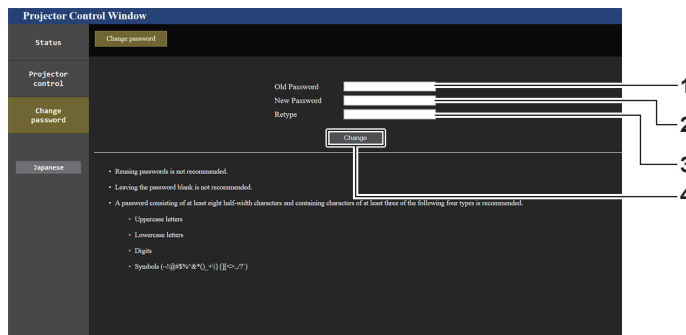 Projector Control Window
Status
Change password
Projector
control
Change
password
Japanese
Old Password
New Password
Retype
Change
1
2
3
4
• Reusing passwords is not recommended.
• Leaving the password blank is not recommended.
• A password consisting of at least eight half-width characters and containing characters of at least three of the following four types is recommended.
• Uppercase letters
• Lowercase letters
• Digits
• Symbols (~!@#$%^&*()_+\|}{][<>.,/?`)